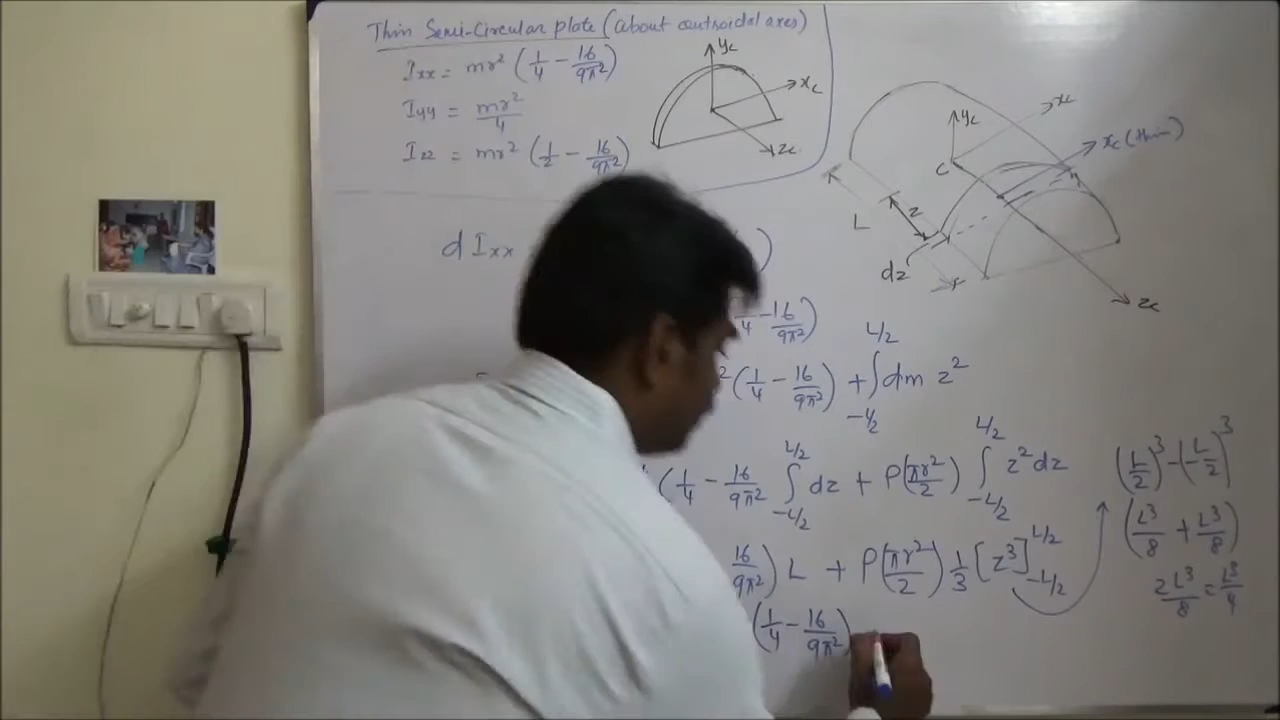 Thin Semi-Circular plate (about centroidal axes)
Ixx = mr² (1/4 − 16/9π²)
Iyy = mr²/4
Izz = mr² (1/2 − 16/9π²)
yc
xc
zc
yc
xc
xc (thin)
C
L
z
dz
zc
dIxx
)
1/4 − 16/9π²)
²(1/4 − 16/9π²) + ∫ dm z²
L/2
−L/2
(1/4 − 16/9π² ∫ dz + ρ(πr²/2) ∫ z² dz
L/2
−L/2
L/2
−L/2
16/9π²) L + ρ(πr²/2) 1/3 [z³]
L/2
−L/2
(1/4 − 16/9π²)
(L/2)³ − (−L/2)³
(L³/8 + L³/8)
2L³/8 = L³/4